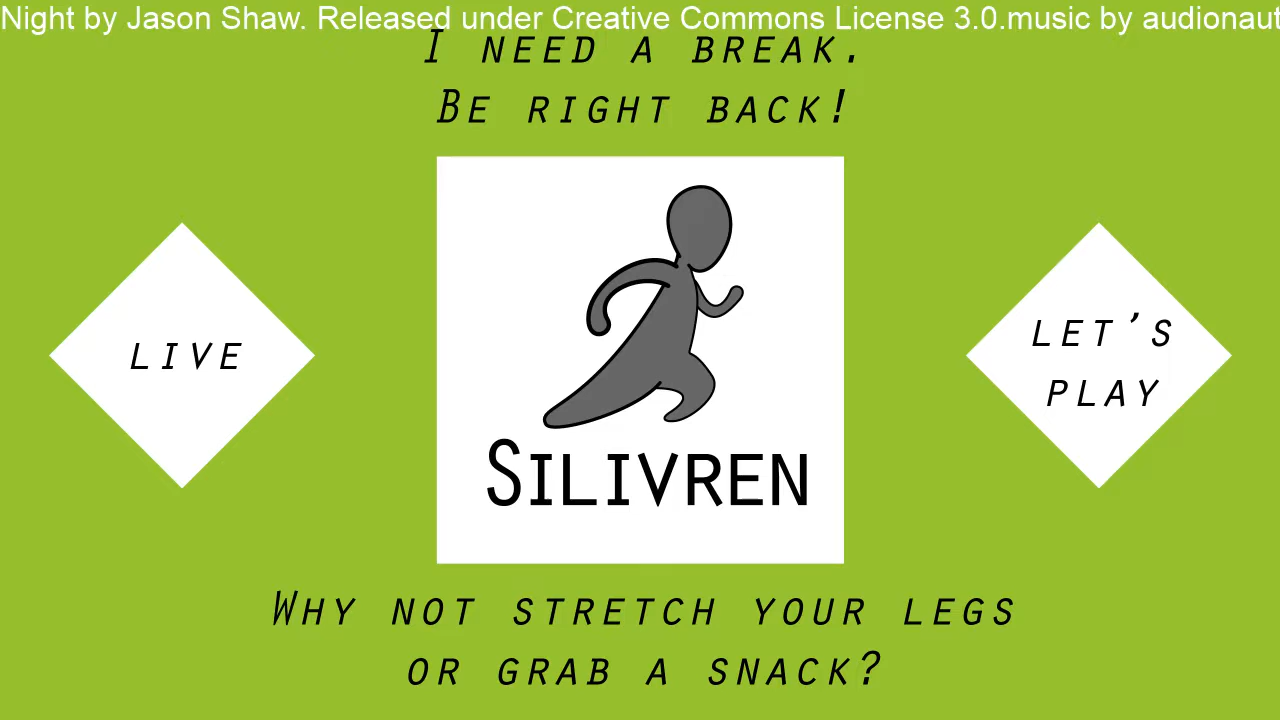 Night by Jason Shaw. Released under Creative Commons License 3.0.music by audionaut
I NEED A BREAK.
BE RIGHT BACK!
LIVE
LET'S
PLAY
SILIVREN
WHY NOT STRETCH YOUR LEGS
OR GRAB A SNACK?